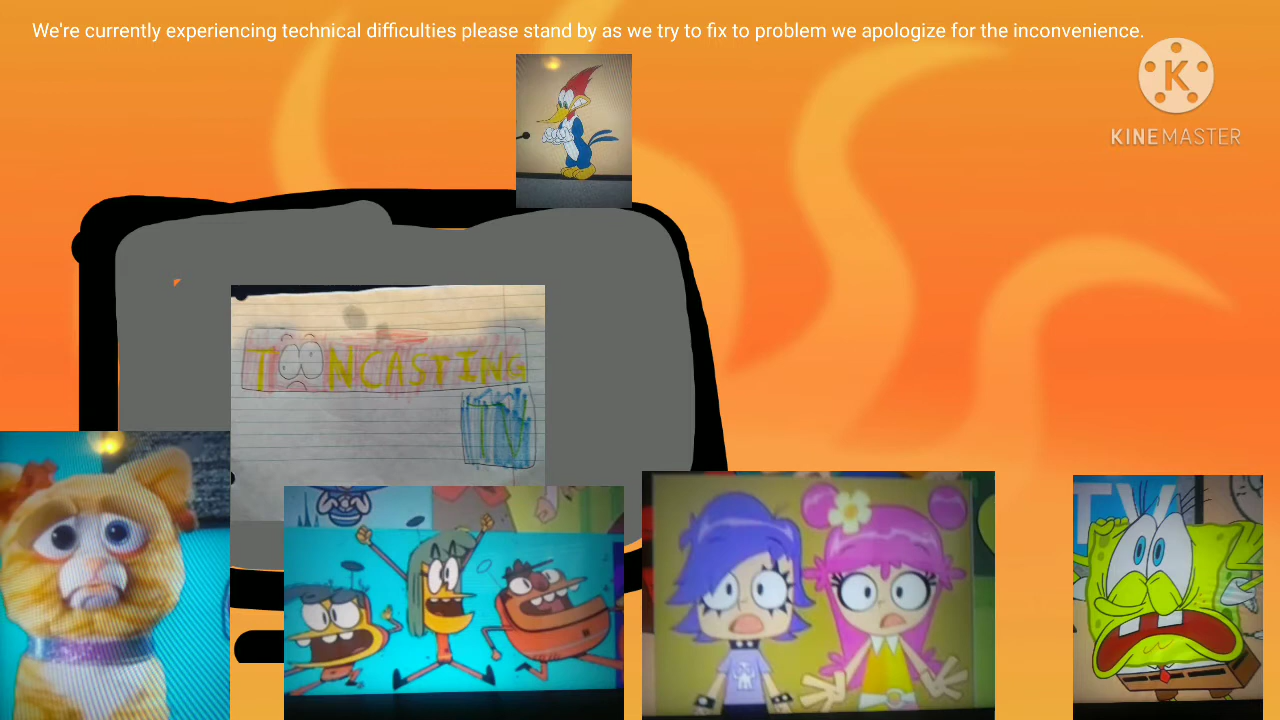 We're currently experiencing technical difficulties please stand by as we try to fix to problem we apologize for the inconvenience.
K
KINEMASTER
TOONCASTING
TV
TV